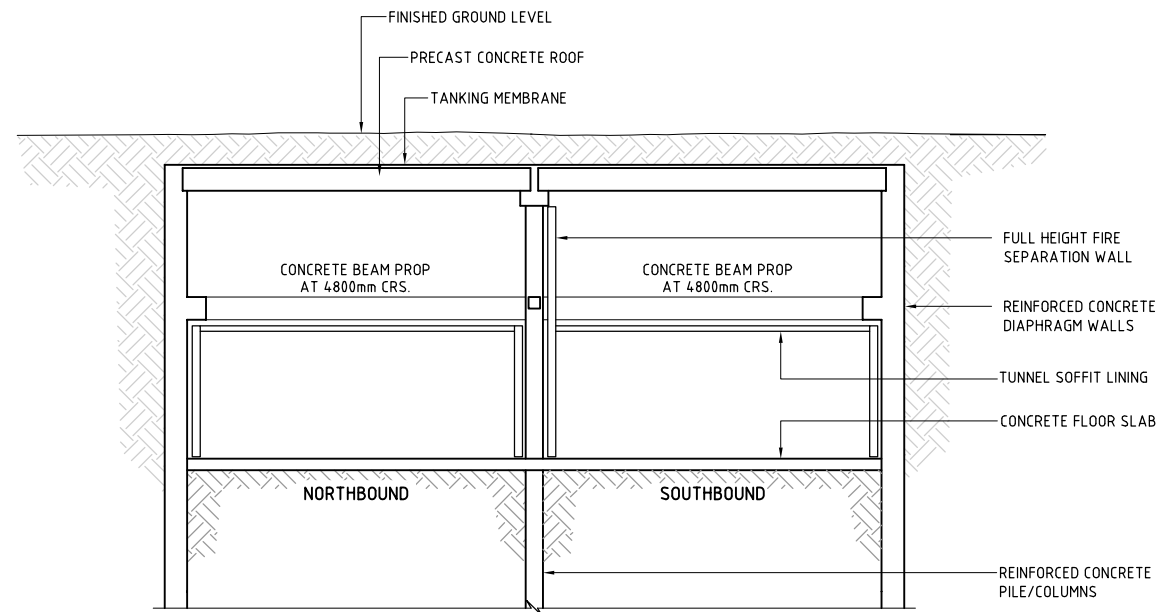 FINISHED GROUND LEVEL
PRECAST CONCRETE ROOF
TANKING MEMBRANE
CONCRETE BEAM PROP
AT 4800mm CRS.
CONCRETE BEAM PROP
AT 4800mm CRS.
FULL HEIGHT FIRE
SEPARATION WALL
REINFORCED CONCRETE
DIAPHRAGM WALLS
TUNNEL SOFFIT LINING
CONCRETE FLOOR SLAB
NORTHBOUND
SOUTHBOUND
REINFORCED CONCRETE
PILE/COLUMNS